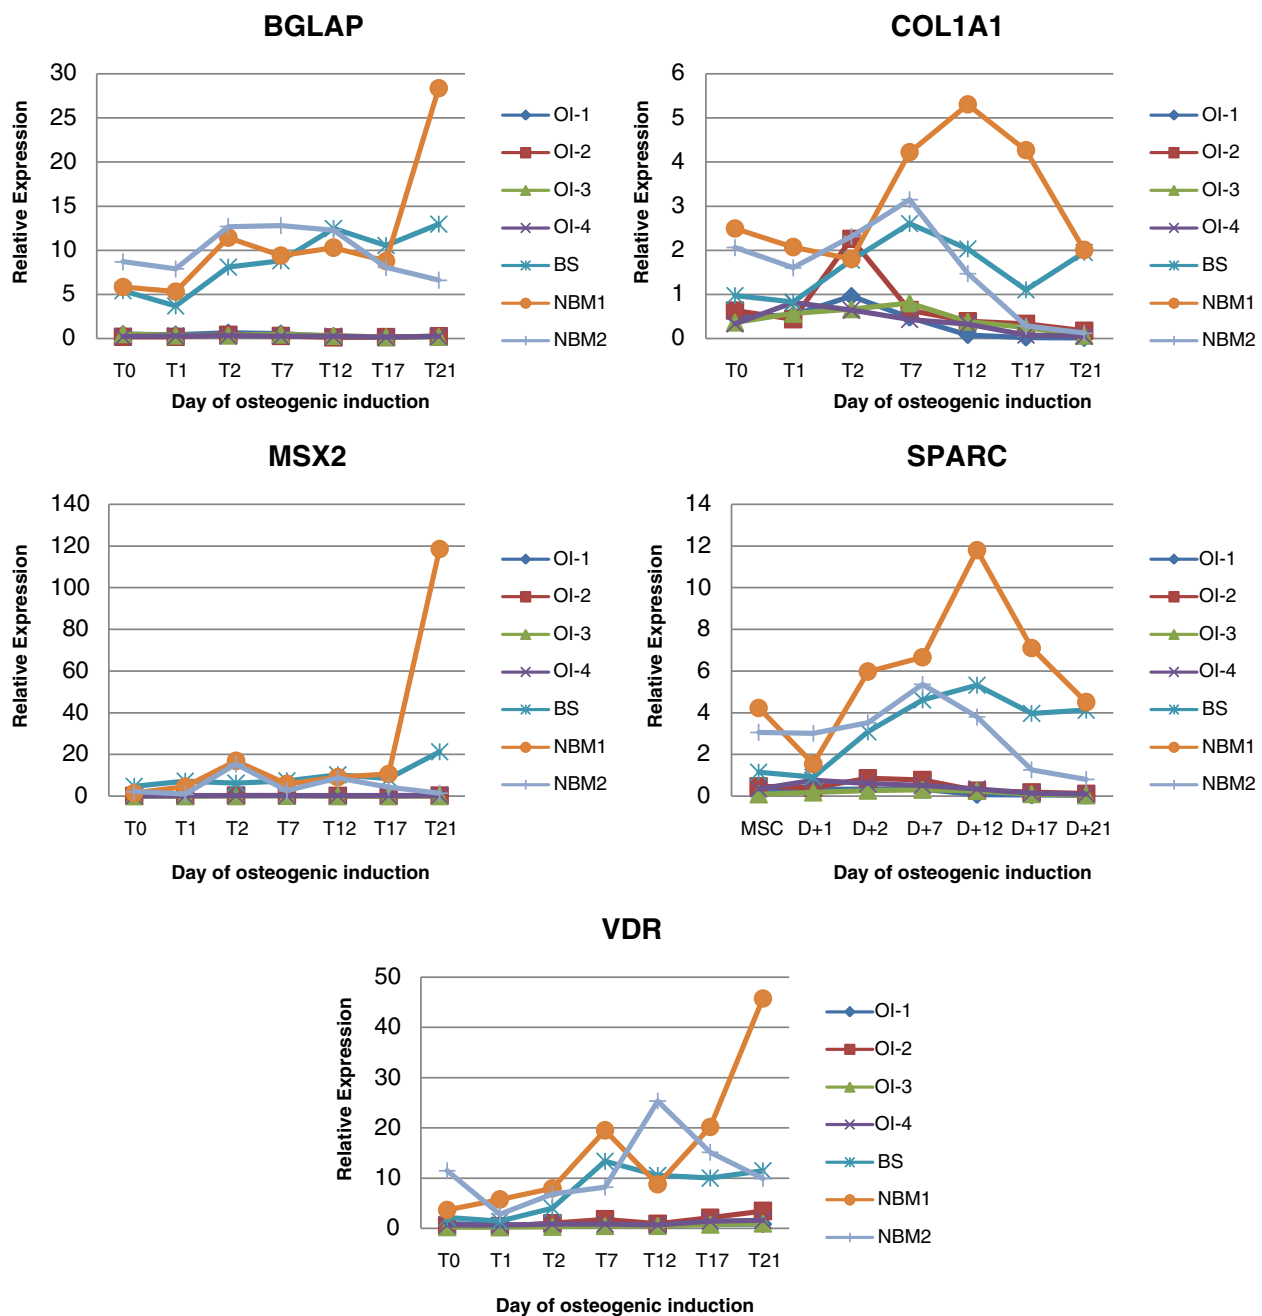 BGLAP
30
25
20
15
10
5
0
Relative Expression
T0 T1 T2 T7 T12 T17 T21
Day of osteogenic induction
OI-1
OI-2
OI-3
OI-4
BS
NBM1
NBM2
COL1A1
6
5
4
3
2
1
0
Relative Expression
T0 T1 T2 T7 T12 T17 T21
Day of osteogenic induction
OI-1
OI-2
OI-3
OI-4
BS
NBM1
NBM2
MSX2
140
120
100
80
60
40
20
0
Relative Expression
T0 T1 T2 T7 T12 T17 T21
Day of osteogenic induction
OI-1
OI-2
OI-3
OI-4
BS
NBM1
NBM2
SPARC
14
12
10
8
6
4
2
0
Relative Expression
MSC D+1 D+2 D+7 D+12 D+17 D+21
Day of osteogenic induction
OI-1
OI-2
OI-3
OI-4
BS
NBM1
NBM2
VDR
50
40
30
20
10
0
Relative Expression
T0 T1 T2 T7 T12 T17 T21
Day of osteogenic induction
OI-1
OI-2
OI-3
OI-4
BS
NBM1
NBM2